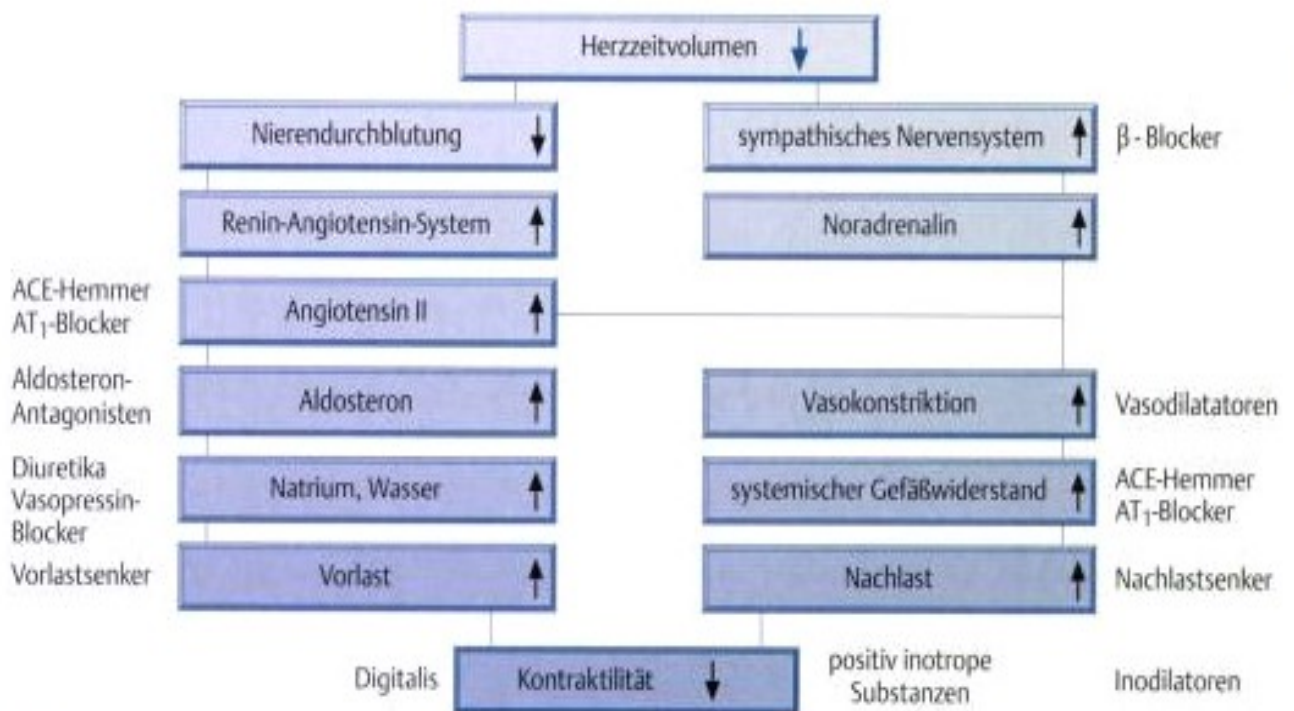 Herzzeitvolumen ↓
Nierendurchblutung ↓
sympathisches Nervensystem ↑
β - Blocker
Renin-Angiotensin-System ↑
Noradrenalin ↑
ACE-Hemmer
AT₁-Blocker
Angiotensin II ↑
Aldosteron-
Antagonisten
Aldosteron ↑
Vasokonstriktion ↑
Vasodilatatoren
Diuretika
Vasopressin-
Blocker
Natrium, Wasser ↑
systemischer Gefäßwiderstand ↑
ACE-Hemmer
AT₁-Blocker
Vorlastsenker
Vorlast ↑
Nachlast ↑
Nachlastsenker
Digitalis
Kontraktilität ↓
positiv inotrope
Substanzen
Inodilatoren